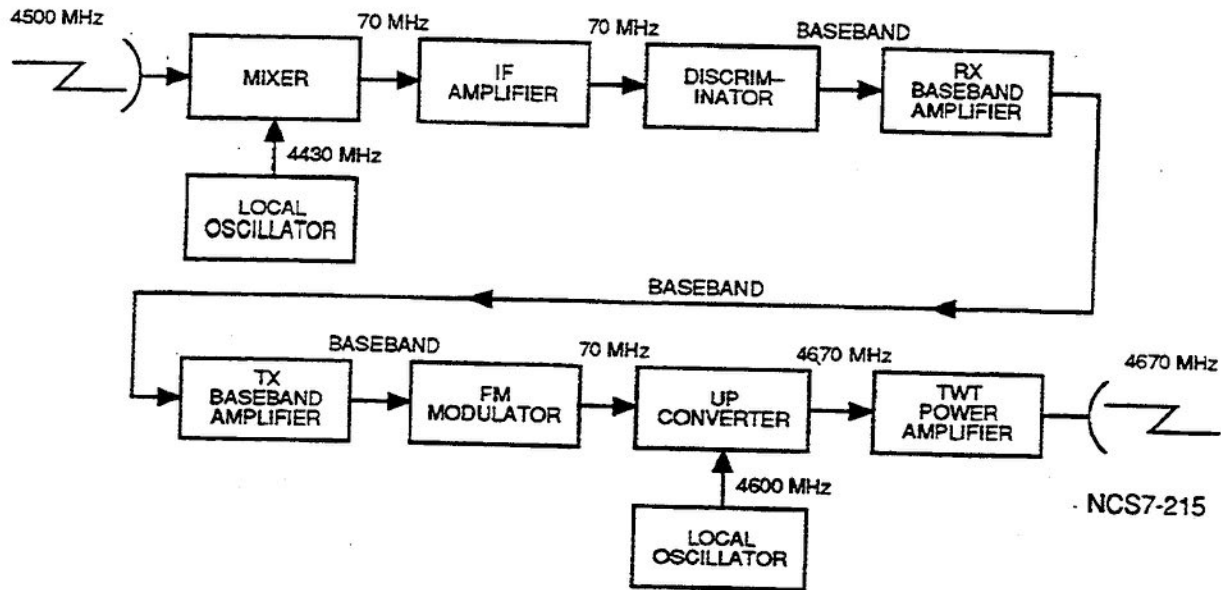 4500 MHz
70 MHz
70 MHz
BASEBAND
MIXER
IF
AMPLIFIER
DISCRIM-
INATOR
RX
BASEBAND
AMPLIFIER
4430 MHz
LOCAL
OSCILLATOR
BASEBAND
BASEBAND
70 MHz
4670 MHz
4670 MHz
TX
BASEBAND
AMPLIFIER
FM
MODULATOR
UP
CONVERTER
TWT
POWER
AMPLIFIER
4600 MHz
NCS7-215
LOCAL
OSCILLATOR